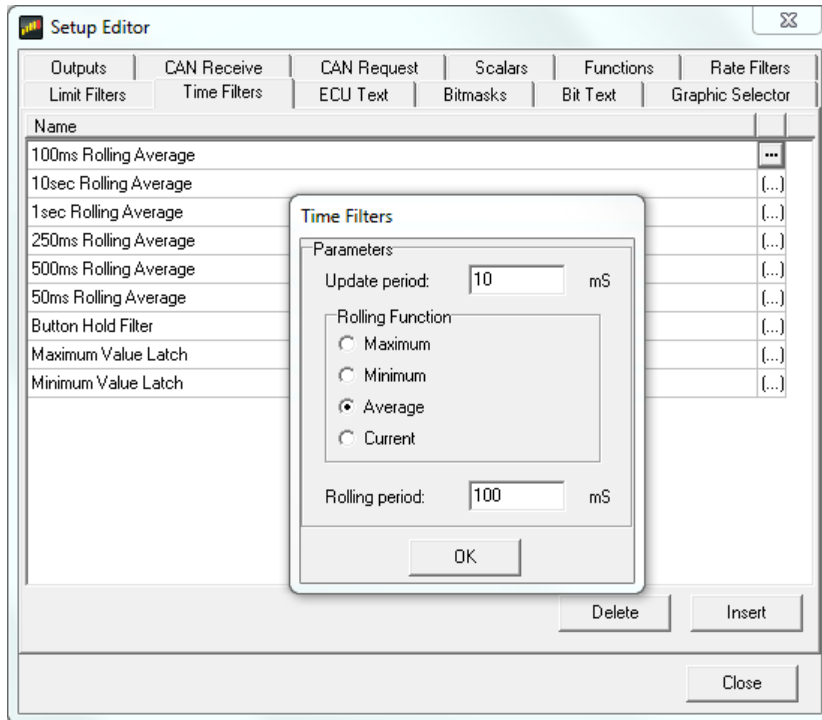 Setup Editor
Outputs CAN Receive CAN Request Scalars Functions Rate Filters
Limit Filters Time Filters ECU Text Bitmasks Bit Text Graphic Selector
Name
100ms Rolling Average ...
10sec Rolling Average (...)
1sec Rolling Average (...)
250ms Rolling Average (...)
500ms Rolling Average (...)
50ms Rolling Average (...)
Button Hold Filter (...)
Maximum Value Latch (...)
Minimum Value Latch (...)
Time Filters
Parameters
Update period: 10 mS
Rolling Function
Maximum
Minimum
Average
Current
Rolling period: 100 mS
OK
Delete Insert
Close